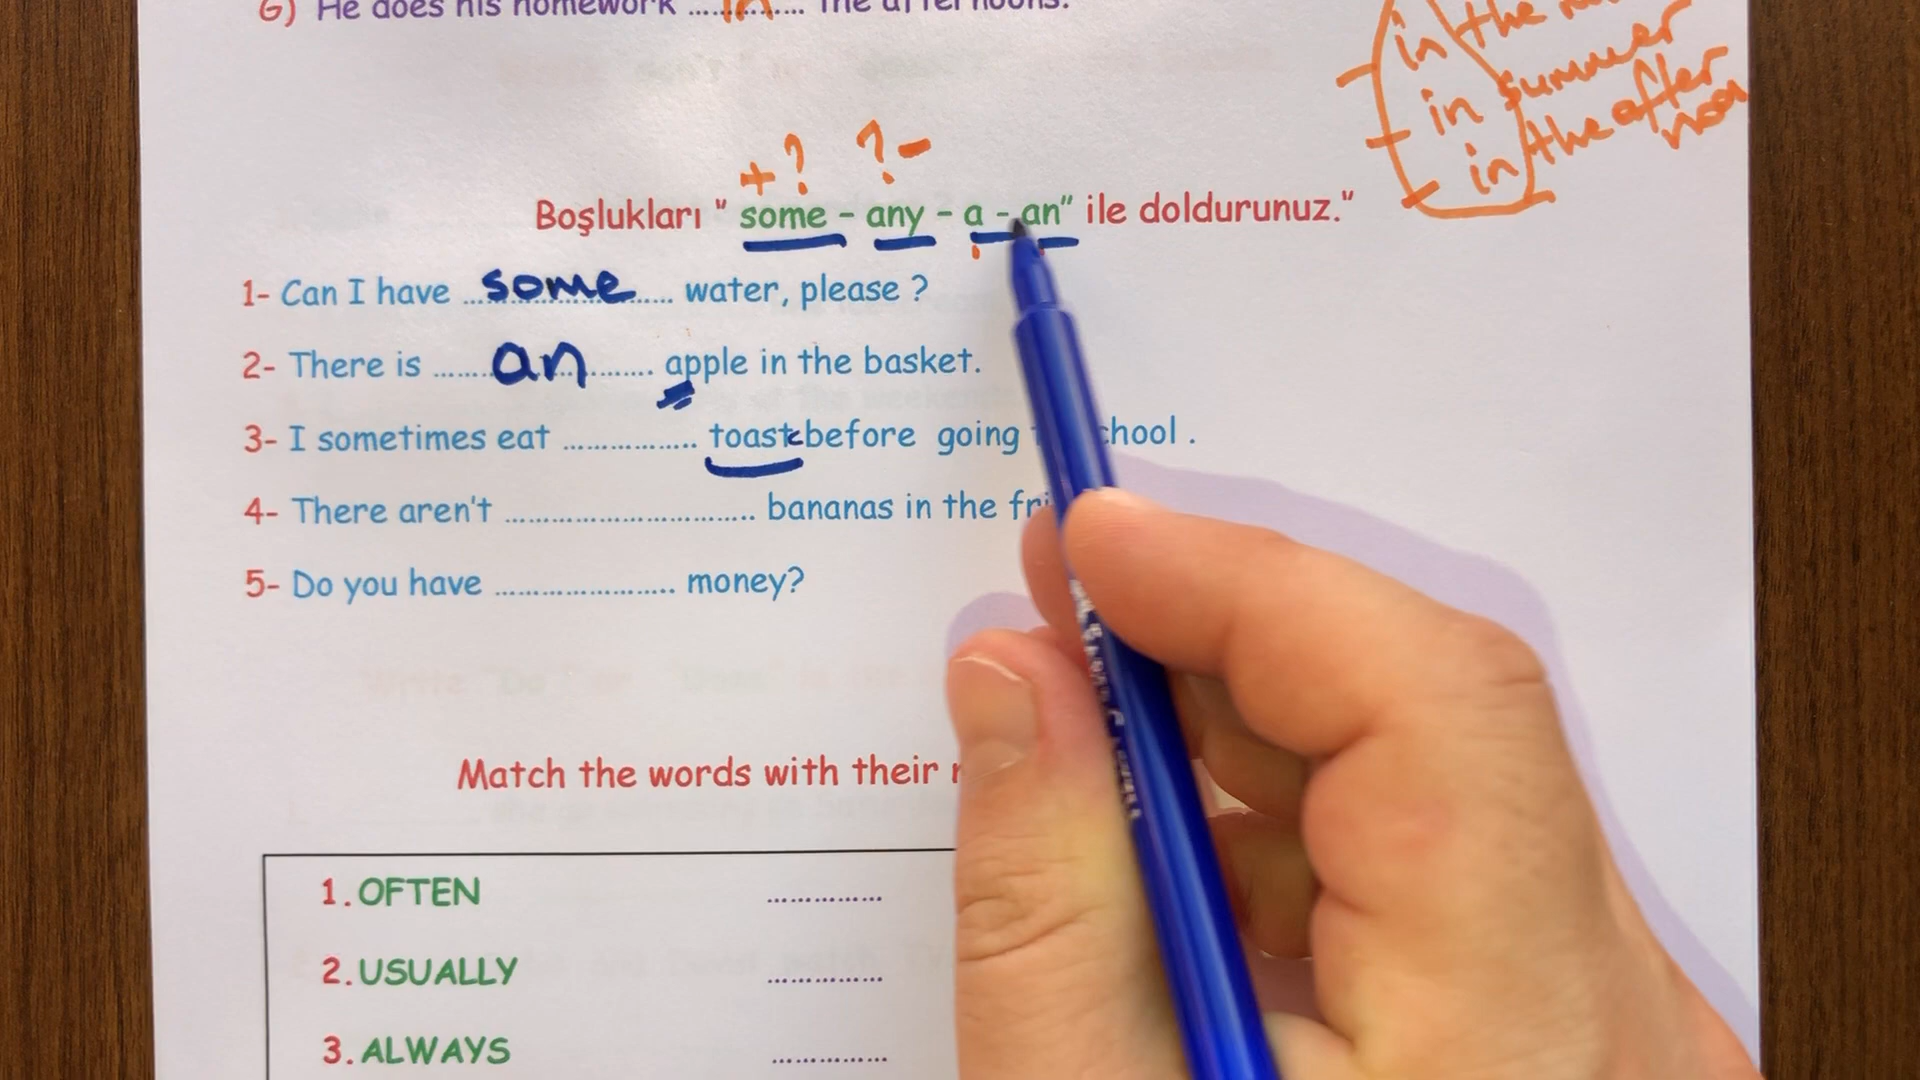 G) He does his homework ....in.... the afternoons.
in the
in summer
in the after
noon
+ ? ? -
Boşlukları " some - any - a - an" ile doldurunuz."
1- Can I have ...some... water, please ?
2- There is .....an....... apple in the basket.
3- I sometimes eat ................ toast before going school .
4- There aren't ............................ bananas in the
5- Do you have .................... money?
Match the words with their
1. OFTEN ...............
2. USUALLY ...............
3. ALWAYS ...............